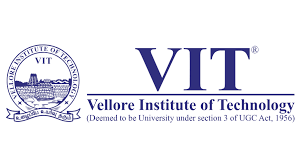 VELLORE INSTITUTE OF TECHNOLOGY
VIT
VIT®
Vellore Institute of Technology
(Deemed to be University under section 3 of UGC Act, 1956)